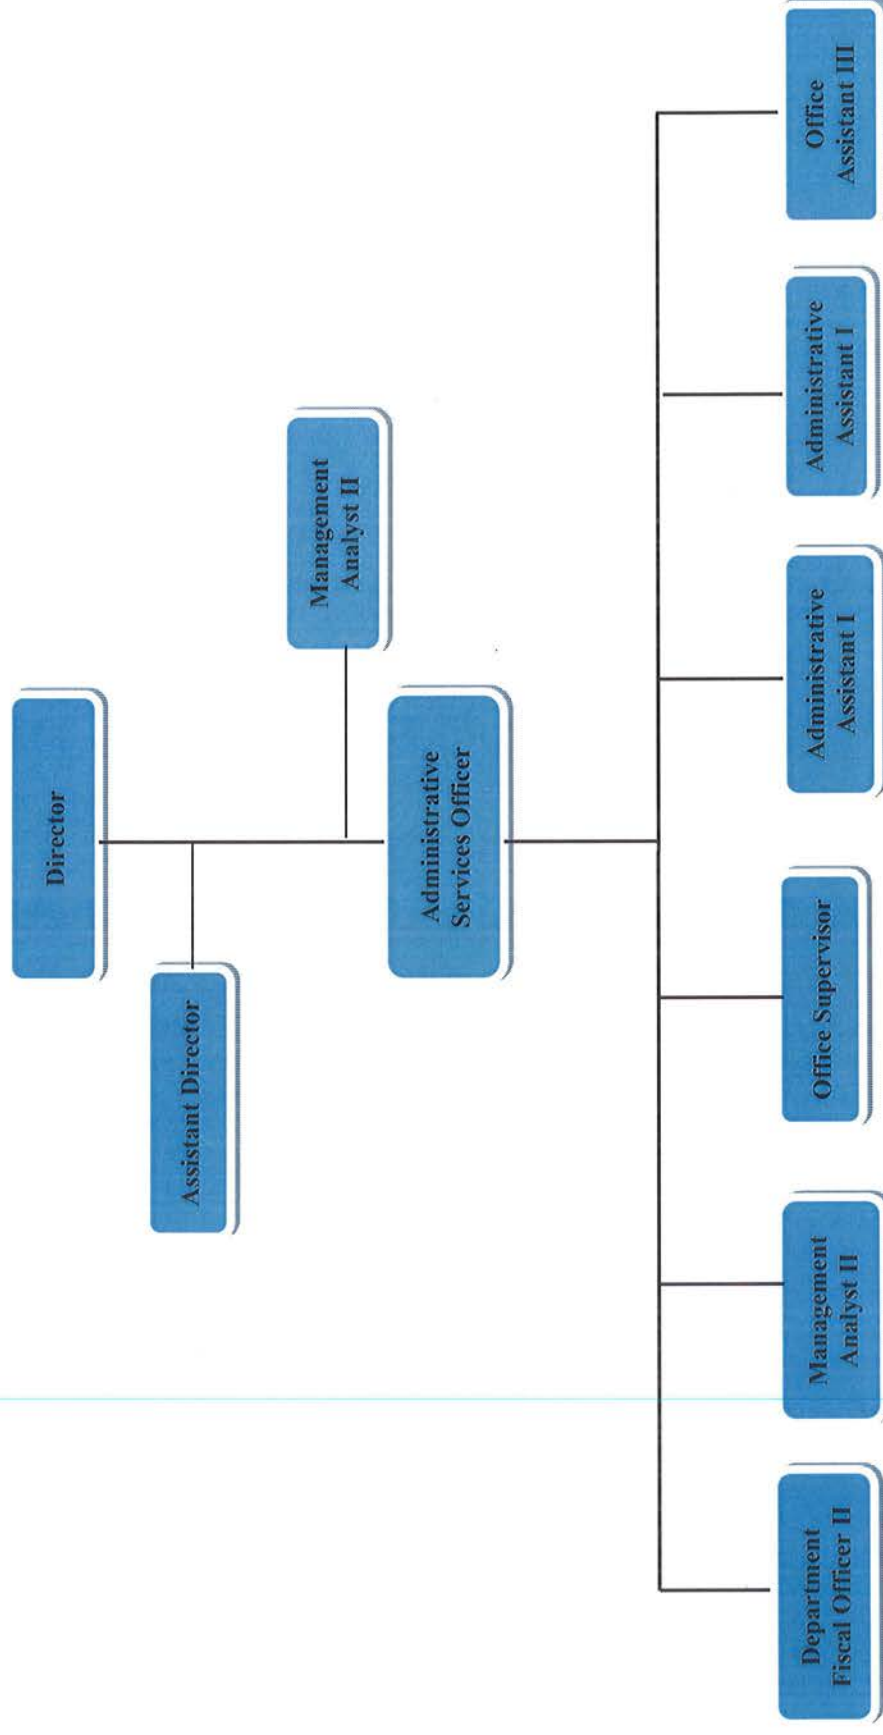 Director
Assistant Director
Management
Analyst II
Administrative
Services Officer
Department
Fiscal Officer II
Management
Analyst II
Office Supervisor
Administrative
Assistant I
Administrative
Assistant I
Office
Assistant III